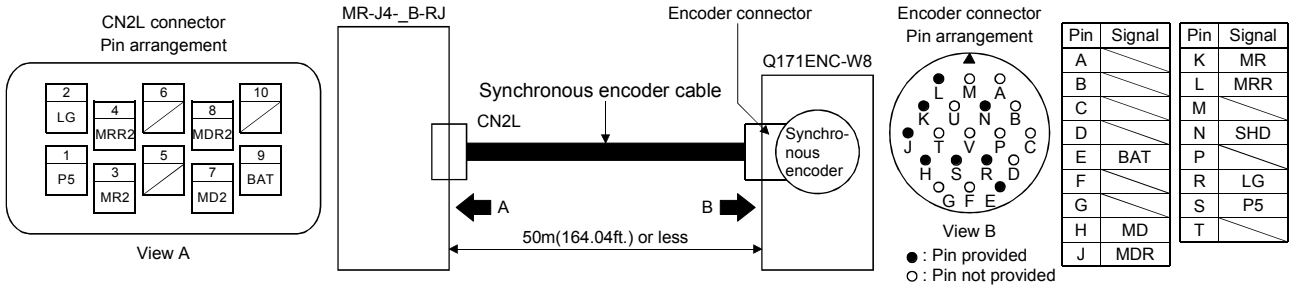 CN2L connector
Pin arrangement
2 LG
4 MRR2
6
8 MDR2
10
1 P5
3 MR2
5
7 MD2
9 BAT
View A
MR-J4-_B-RJ
Encoder connector
Q171ENC-W8
Synchronous encoder cable
CN2L
Synchro-
nous
encoder
A
B
50m(164.04ft.) or less
Encoder connector
Pin arrangement
L M A
K U N B
J T V P C
H S R D
G F E
View B
● : Pin provided
○ : Pin not provided
Pin Signal
A
B
C
D
E BAT
F
G
H MD
J MDR
Pin Signal
K MR
L MRR
M
N SHD
P
R LG
S P5
T